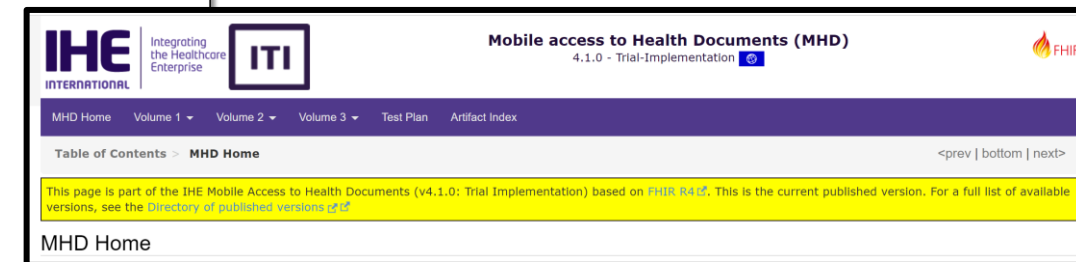 IHE
INTERNATIONAL
Integrating
the Healthcare
Enterprise
ITI
Mobile access to Health Documents (MHD)
4.1.0 - Trial-Implementation
FHIR
MHD Home Volume 1 Volume 2 Volume 3 Test Plan Artifact Index
Table of Contents > MHD Home <prev | bottom | next>
This page is part of the IHE Mobile Access to Health Documents (v4.1.0: Trial Implementation) based on FHIR R4. This is the current published version. For a full list of available
versions, see the Directory of published versions
MHD Home